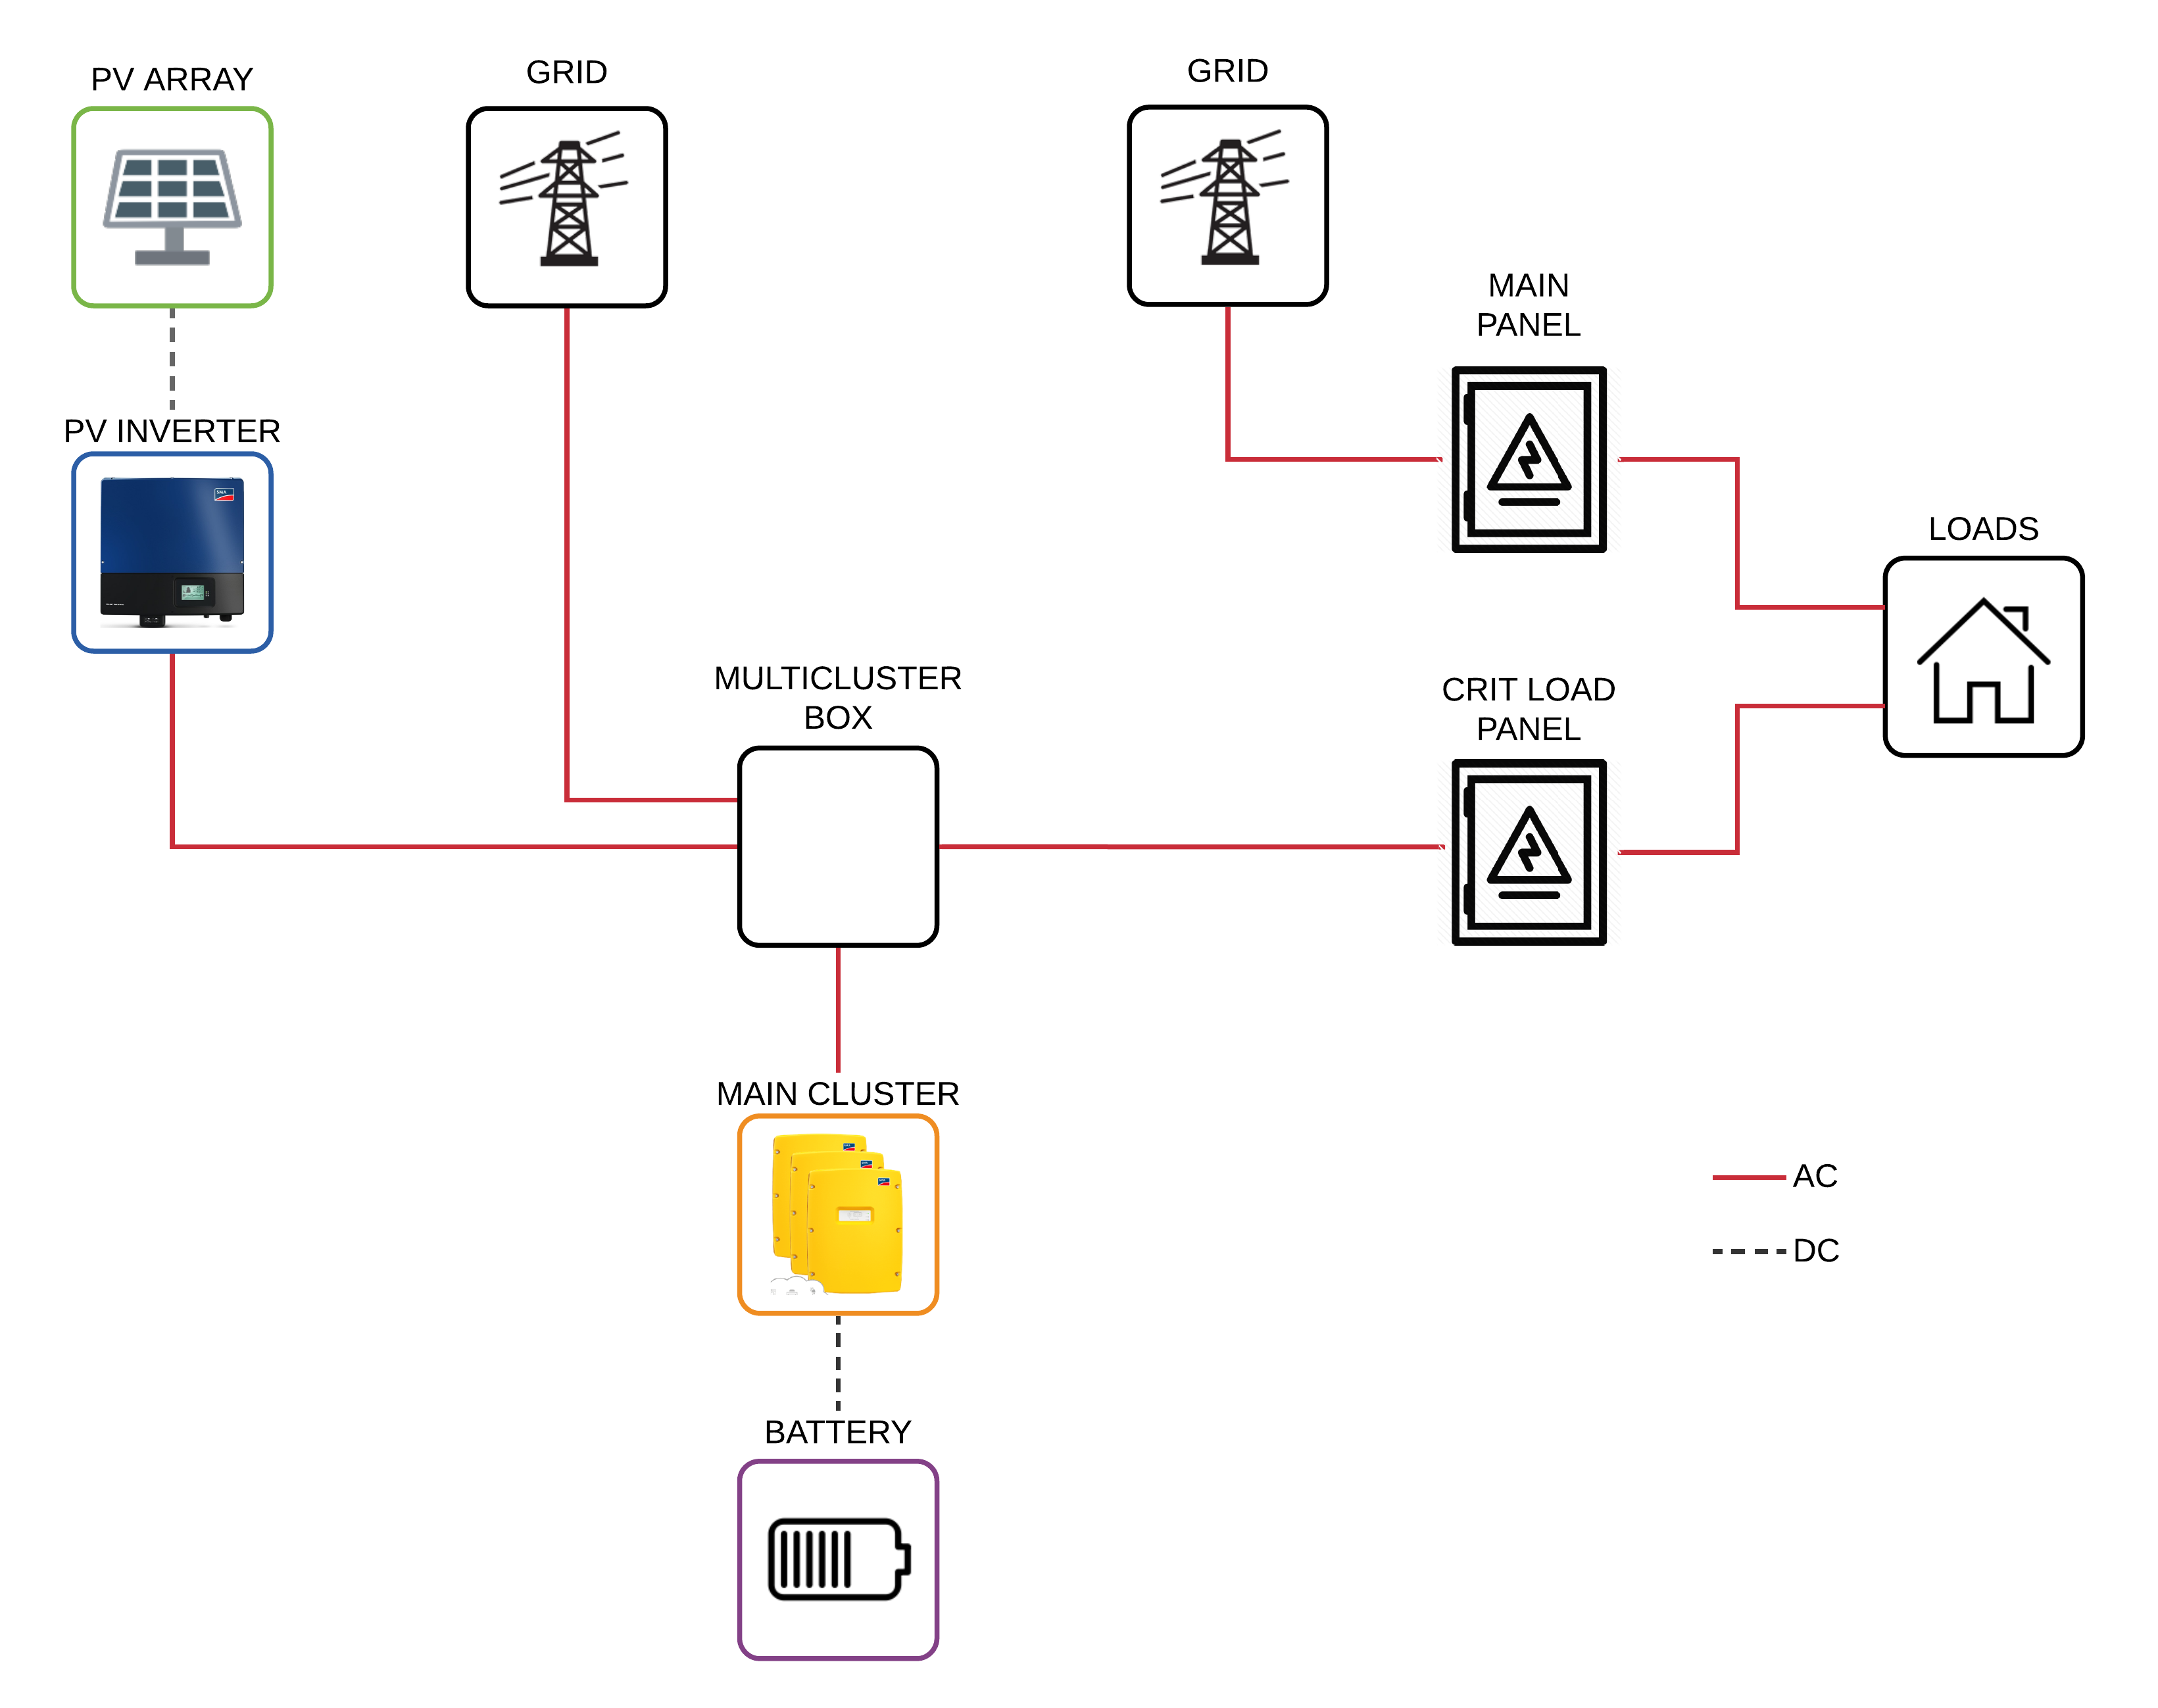 PV ARRAY
GRID
GRID
MAIN
PANEL
PV INVERTER
SMA
LOADS
MULTICLUSTER
BOX
CRIT LOAD
PANEL
MAIN CLUSTER
AC
DC
BATTERY